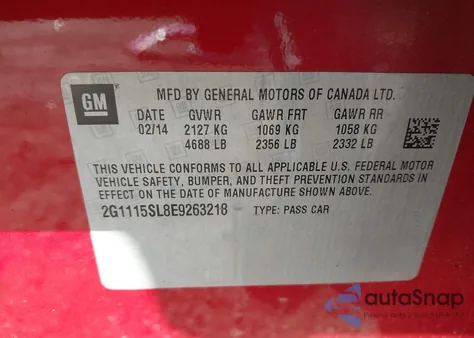 GM
MFD BY GENERAL MOTORS OF CANADA LTD.
DATE GVWR GAWR FRT GAWR RR
02/14 2127 KG 1069 KG 1058 KG
4688 LB 2356 LB 2332 LB
THIS VEHICLE CONFORMS TO ALL APPLICABLE U.S. FEDERAL MOTOR
VEHICLE SAFETY, BUMPER, AND THEFT PREVENTION STANDARDS IN
EFFECT ON THE DATE OF MANUFACTURE SHOWN ABOVE.
2G1115SL8E9263218 TYPE: PASS CAR
autoSnap